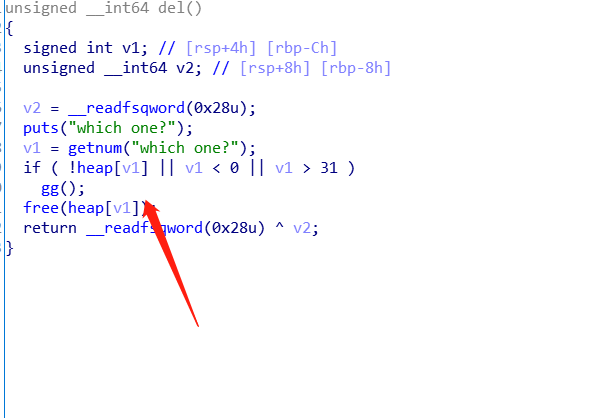 unsigned __int64 del()
{
signed int v1; // [rsp+4h] [rbp-Ch]
unsigned __int64 v2; // [rsp+8h] [rbp-8h]
v2 = __readfsqword(0x28u);
puts("which one?");
v1 = getnum("which one?");
if ( !heap[v1] || v1 < 0 || v1 > 31 )
gg();
free(heap[v1]);
return __readfsqword(0x28u) ^ v2;
}